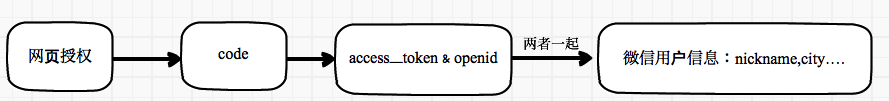 网页授权
code
access_token & openid
两者一起
微信用户信息：nickname,city....